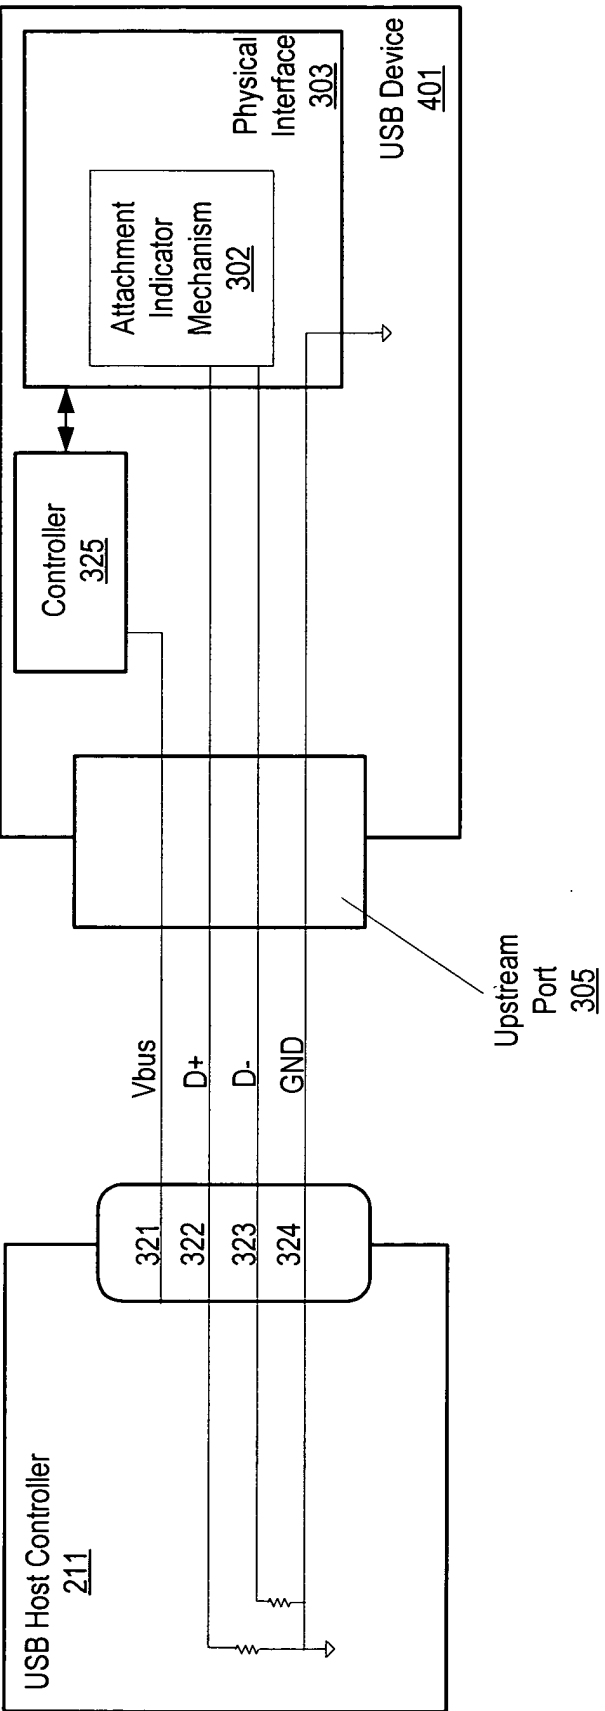 USB Host Controller
211
321
322
323
324
Vbus
D+
D-
GND
Upstream
Port
305
Controller
325
Attachment
Indicator
Mechanism
302
Physical
Interface
303
USB Device
401